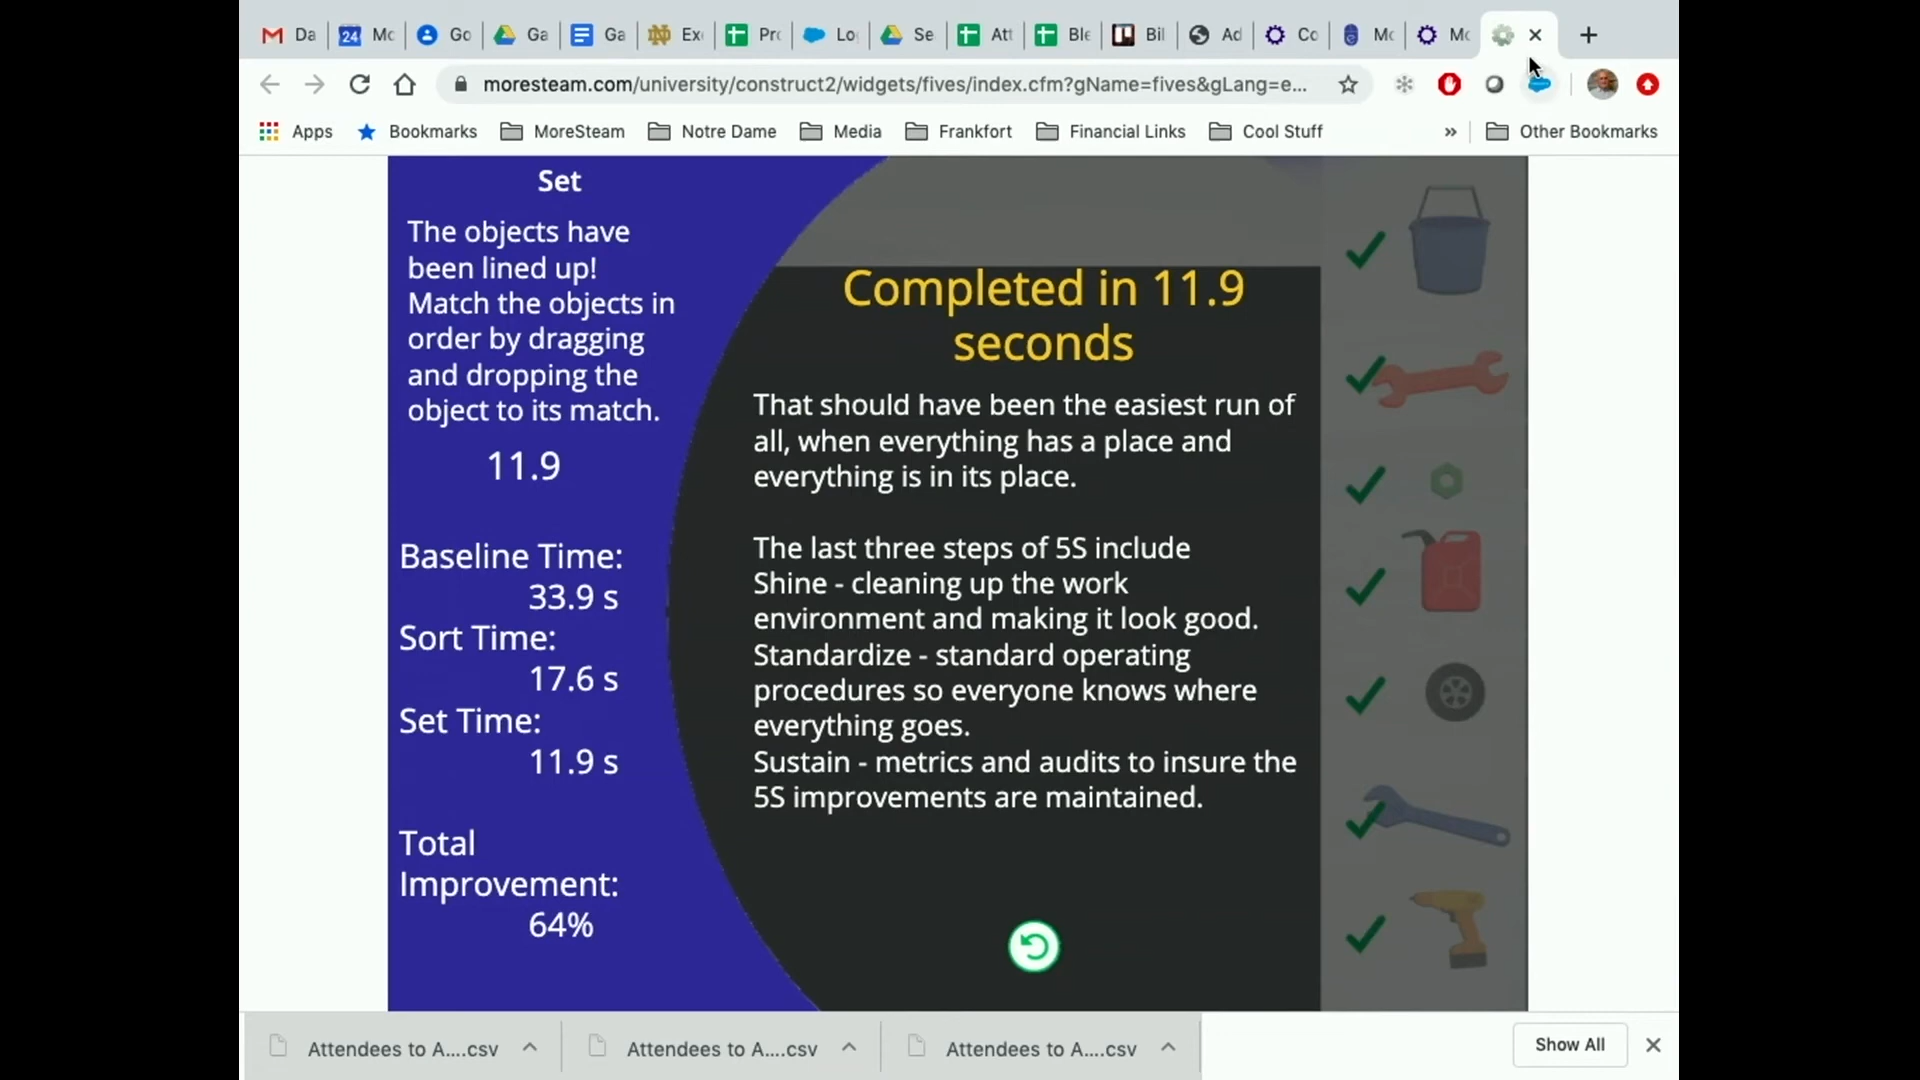 Da
24
Mc
Go
Ga
Ga
Ex
Pro
Lo
Se
Att
Ble
Bil
Ad
Co
Mc
Mc
moresteam.com/university/construct2/widgets/fives/index.cfm?gName=fives&gLang=e...
Apps
Bookmarks
MoreSteam
Notre Dame
Media
Frankfort
Financial Links
Cool Stuff
»
Other Bookmarks
Set
The objects have
been lined up!
Match the objects in
order by dragging
and dropping the
object to its match.
11.9
Baseline Time:
33.9 s
Sort Time:
17.6 s
Set Time:
11.9 s
Total
Improvement:
64%
Completed in 11.9
seconds
That should have been the easiest run of
all, when everything has a place and
everything is in its place.
The last three steps of 5S include
Shine - cleaning up the work
environment and making it look good.
Standardize - standard operating
procedures so everyone knows where
everything goes.
Sustain - metrics and audits to insure the
5S improvements are maintained.
Attendees to A....csv
Attendees to A....csv
Attendees to A....csv
Show All